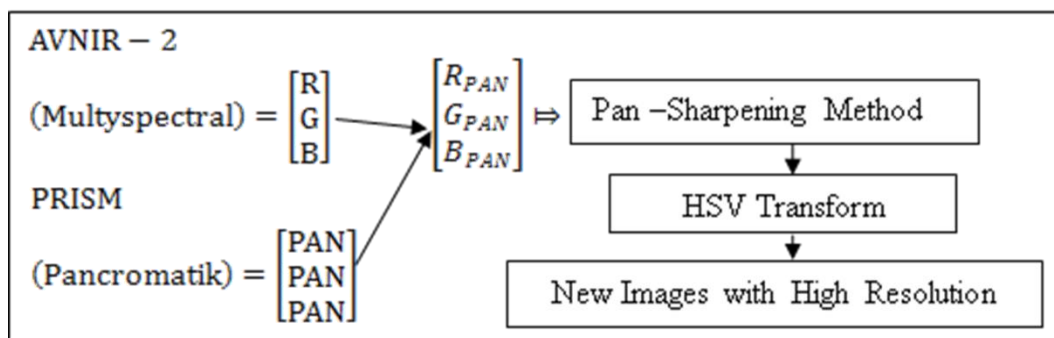 AVNIR − 2
(Multyspectral) = [R G B]
[R_PAN G_PAN B_PAN] ⤇ Pan –Sharpening Method
PRISM
HSV Transform
(Pancromatik) = [PAN PAN PAN]
New Images with High Resolution